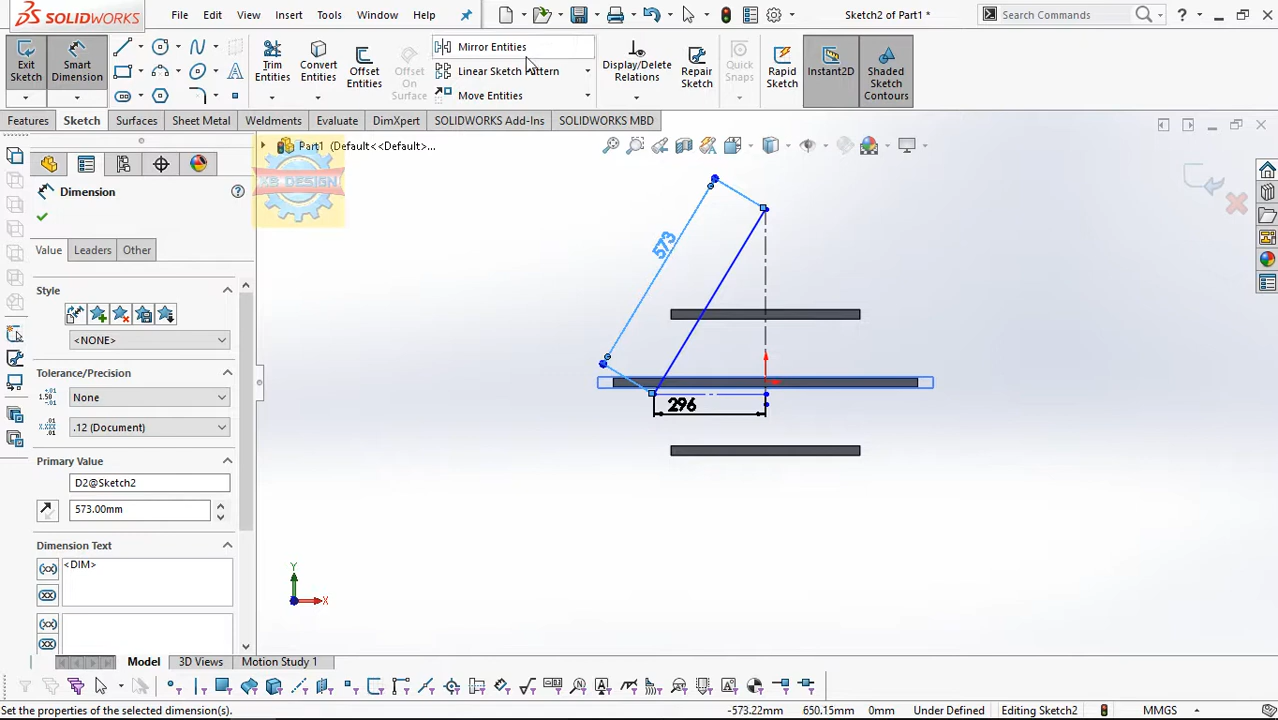 SOLIDWORKS
File
Edit
View
Insert
Tools
Window
Help
Sketch2 of Part1 *
Search Commands
?
Exit Sketch
Smart Dimension
Trim Entities
Convert Entities
Offset Entities
Offset On Surface
Mirror Entities
Linear Sketch Pattern
Move Entities
Display/Delete Relations
Repair Sketch
Quick Snaps
Rapid Sketch
Instant2D
Shaded Sketch Contours
Features
Sketch
Surfaces
Sheet Metal
Weldments
Evaluate
DimXpert
SOLIDWORKS Add-Ins
SOLIDWORKS MBD
Part1 (Default<<Default>...
Dimension
Value
Leaders
Other
Style
<NONE>
Tolerance/Precision
None
.12 (Document)
Primary Value
D2@Sketch2
573.00mm
Dimension Text
<DIM>
573
296
Y
X
Model
3D Views
Motion Study 1
Set the properties of the selected dimension(s).
-573.22mm
650.15mm
0mm
Under Defined
Editing Sketch2
MMGS